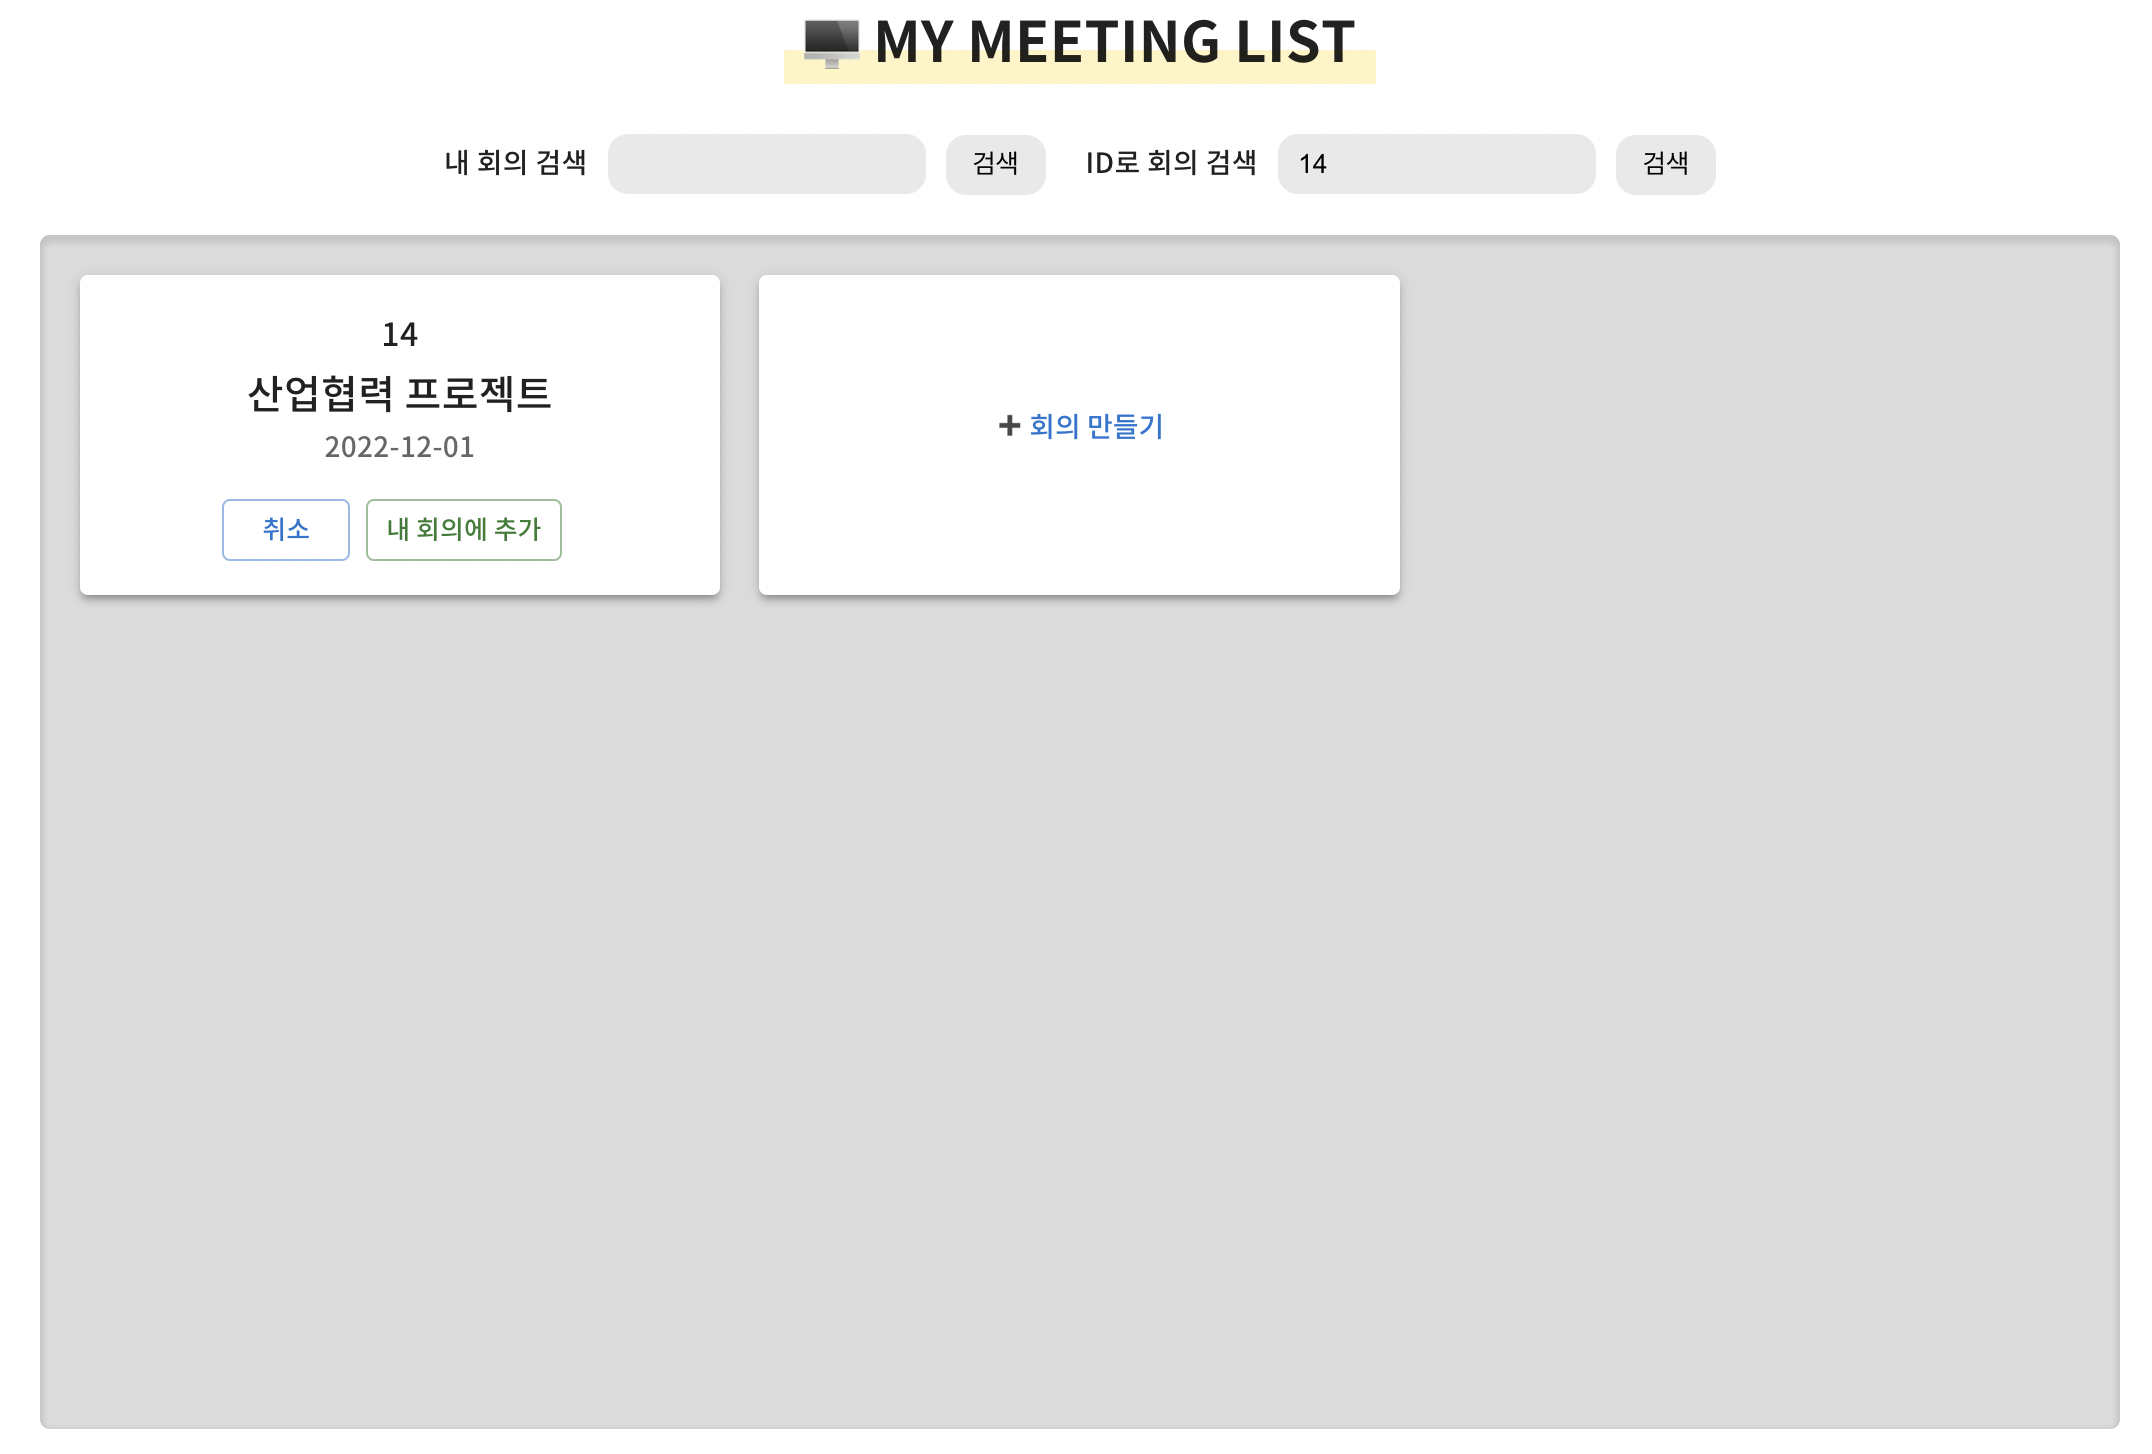 MY MEETING LIST
내 회의 검색 검색 ID로 회의 검색 14 검색
14
산업협력 프로젝트
2022-12-01
취소 내 회의에 추가
회의 만들기